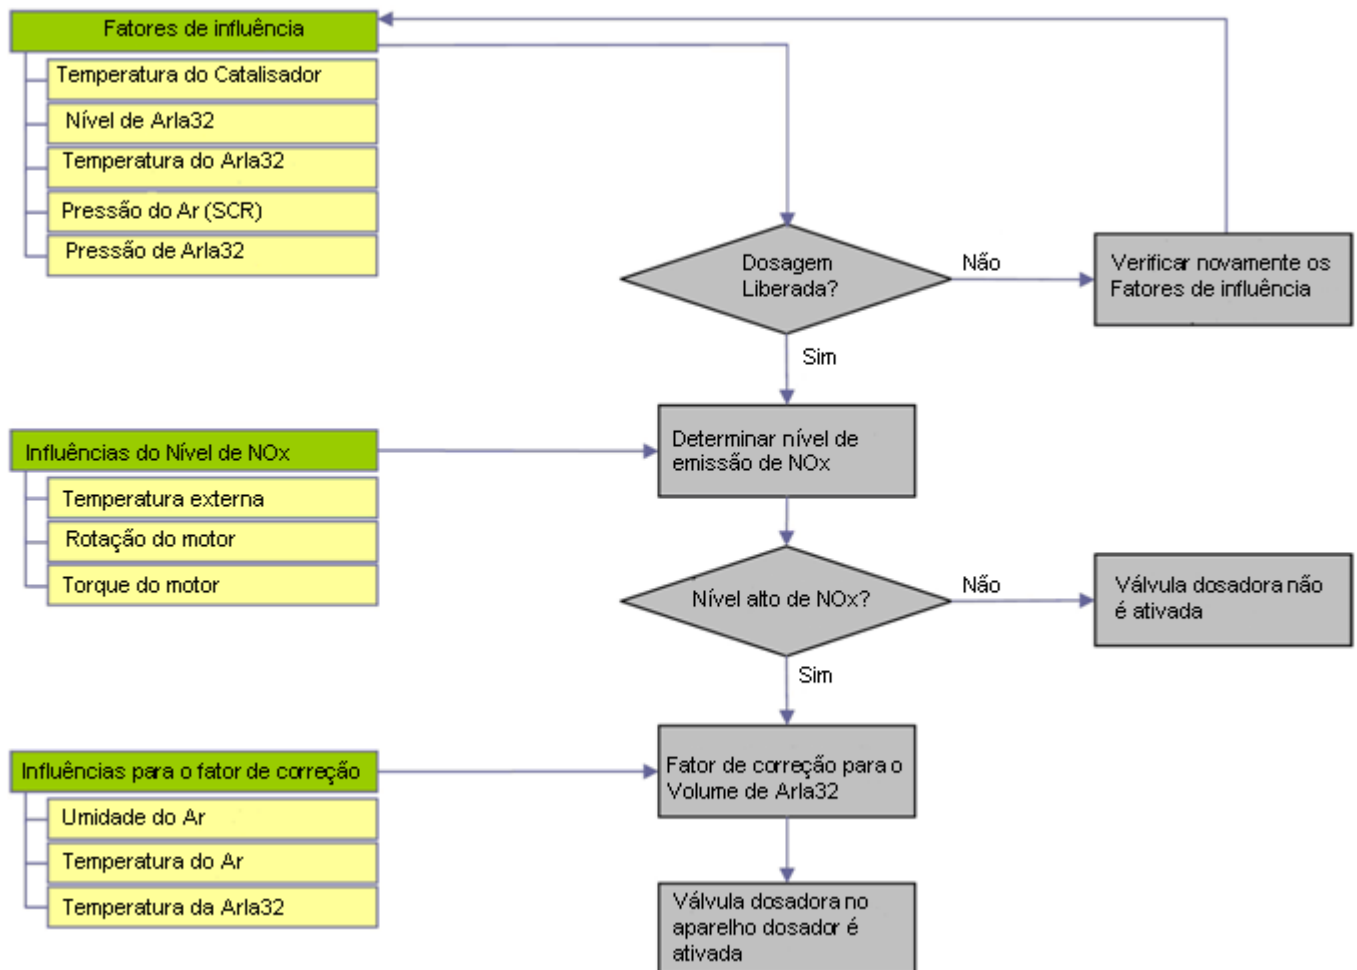 Fatores de influência
Temperatura do Catalisador
Nível de Arla32
Temperatura do Arla32
Pressão do Ar (SCR)
Pressão de Arla32
Dosagem
Liberada?
Não
Verificar novamente os
Fatores de influência
Sim
Influências do Nível de NOx
Temperatura externa
Rotação do motor
Torque do motor
Determinar nível de
emissão de NOx
Nível alto de NOx?
Não
Válvula dosadora não
é ativada
Sim
Influências para o fator de correção
Umidade do Ar
Temperatura do Ar
Temperatura da Arla32
Fator de correção para o
Volume de Arla32
Válvula dosadora no
aparelho dosador é
ativada